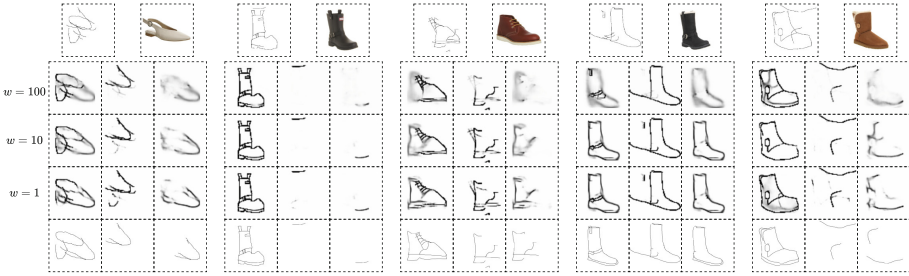 w = 100
w = 10
w = 1